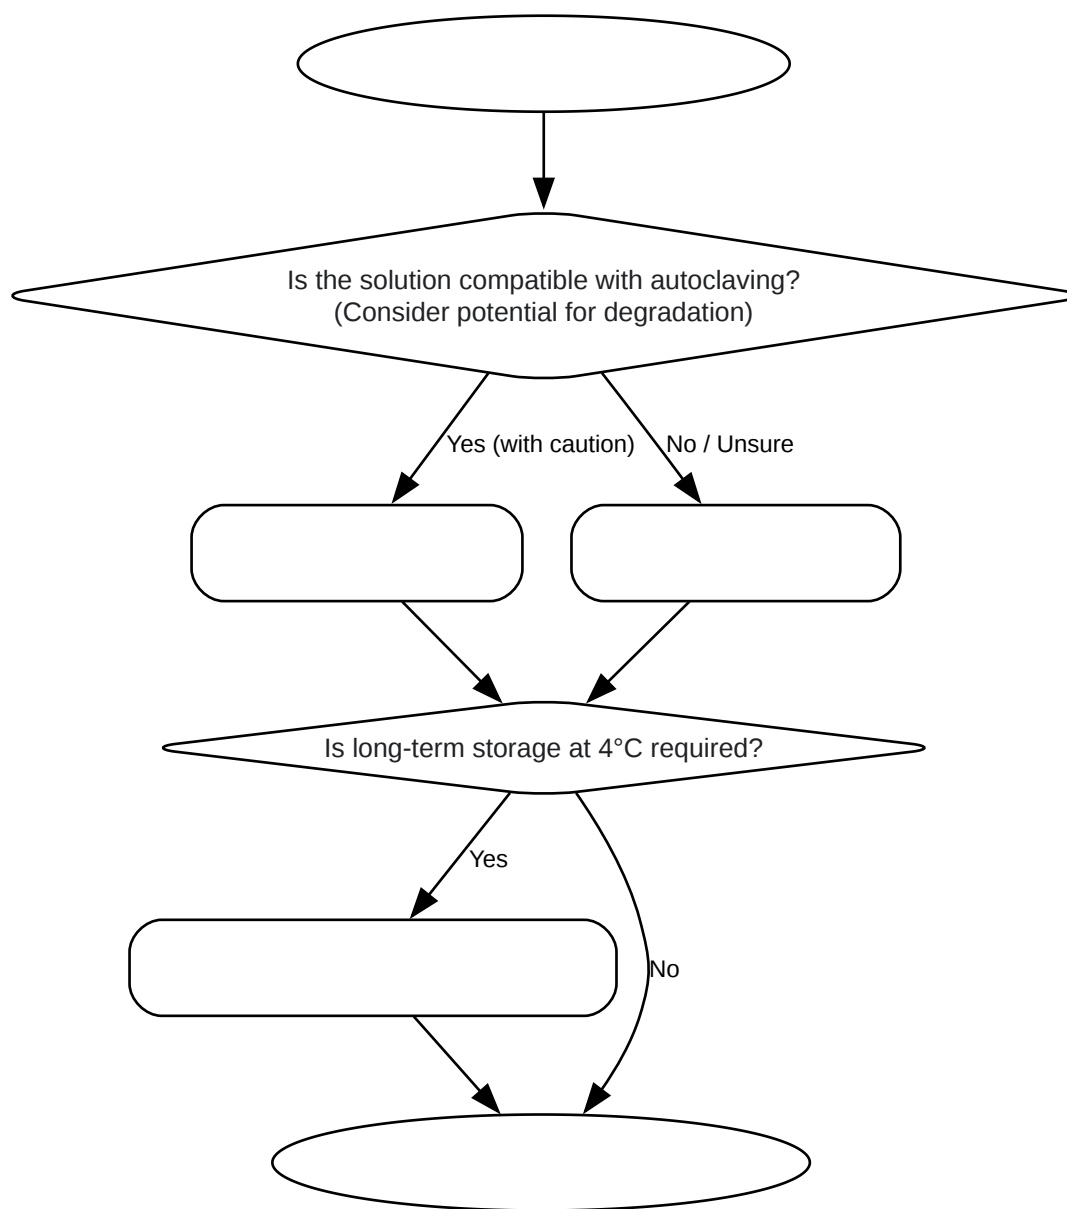 Is the solution compatible with autoclaving?
(Consider potential for degradation)
Yes (with caution)
No / Unsure
Is long-term storage at 4°C required?
Yes
No